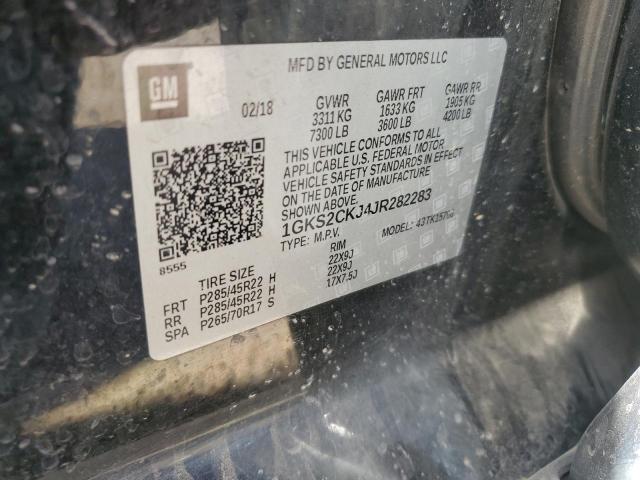 MFD BY GENERAL MOTORS LLC
GM
02/18 GVWR GAWR FRT GAWR RR
3311 KG 1633 KG 1905 KG
7300 LB 3600 LB 4200 LB
THIS VEHICLE CONFORMS TO ALL
APPLICABLE U.S. FEDERAL MOTOR
VEHICLE SAFETY STANDARDS IN EFFECT
ON THE DATE OF MANUFACTURE
SHOWN ABOVE.
1GKS2CKJ4JR282283
TYPE: M.P.V. MODEL:
8555
TIRE SIZE RIM
FRT P285/45R22 H 22X9J
RR P285/45R22 H 22X9J
SPA P265/70R17 S 17X7.5J